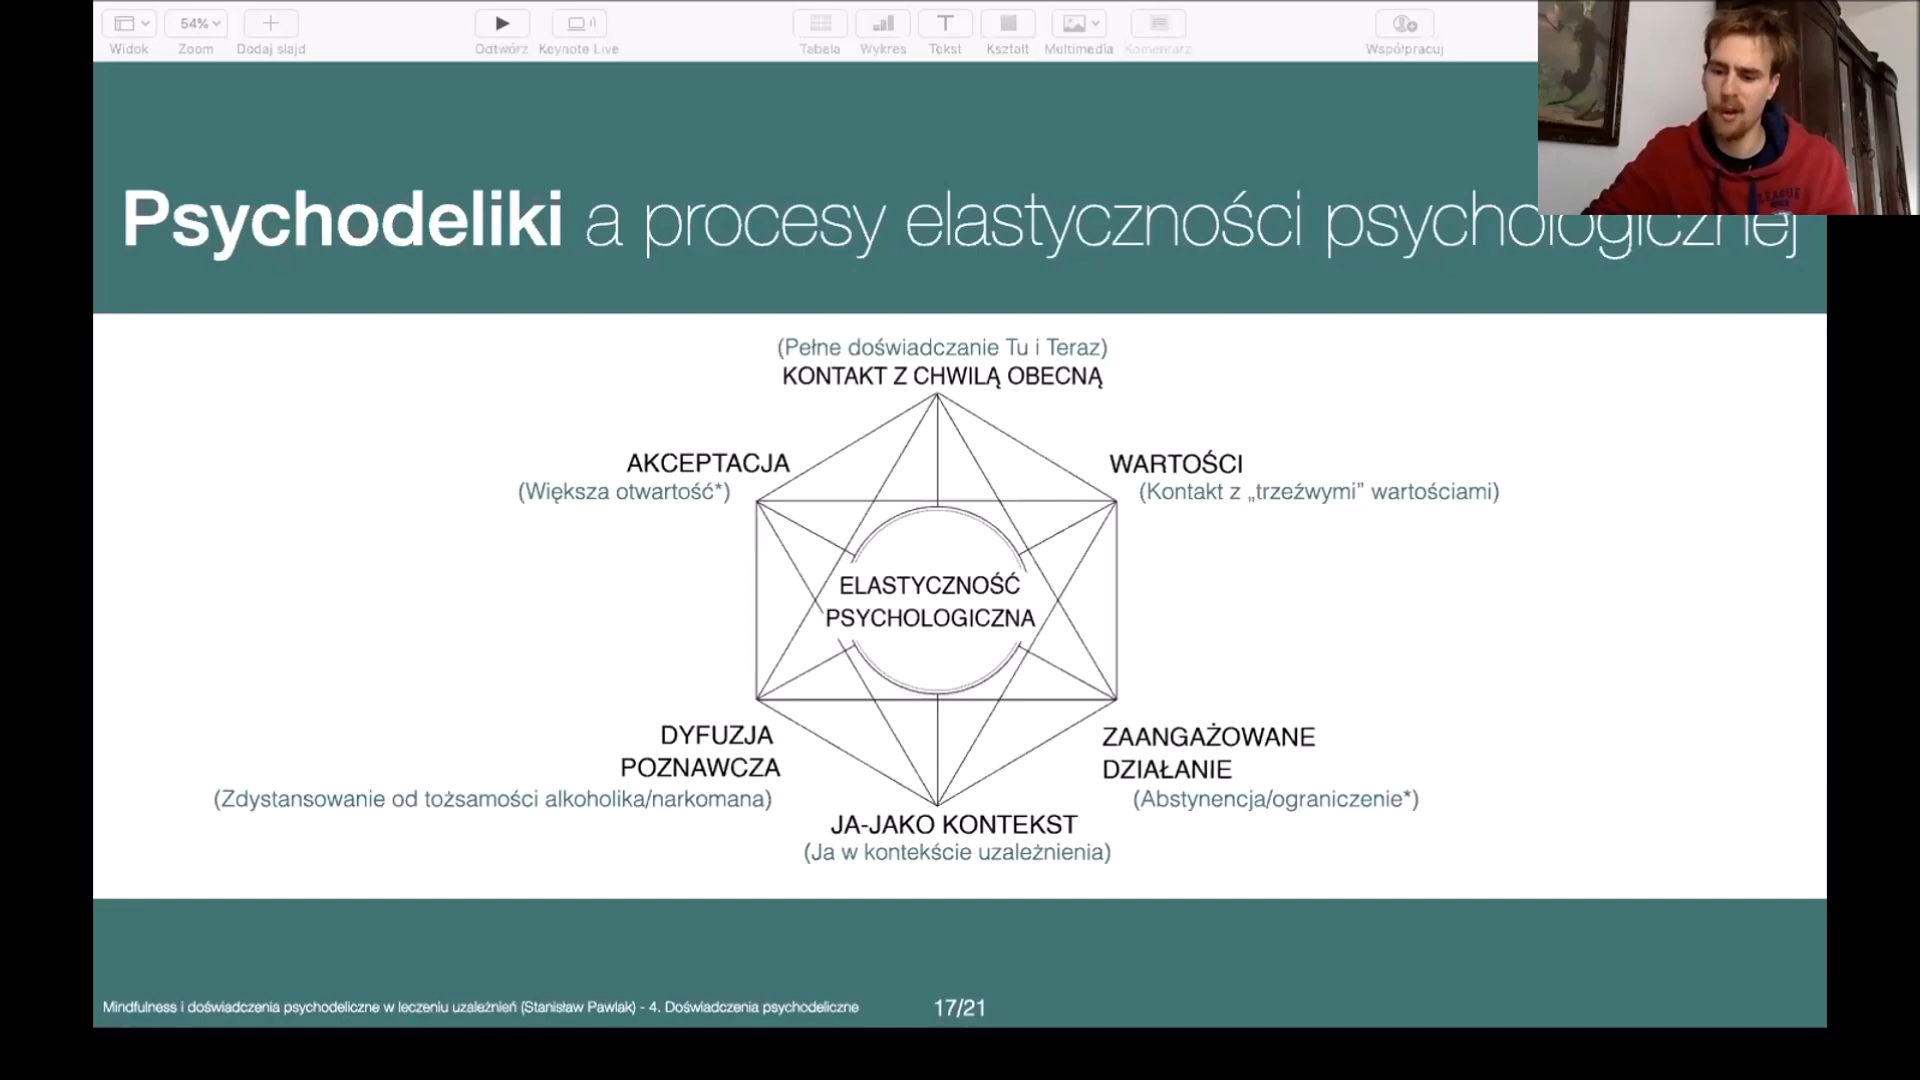 54%
Widok
Zoom
Dodaj slajd
Odtwórz
Keynote Live
Tabela
Wykres
Tekst
Kształt
Multimedia
Komentarz
Współpracuj
LEAGUE
Psychodeliki a procesy elastyczności psychologicznej
(Pełne doświadczanie Tu i Teraz)
KONTAKT Z CHWILĄ OBECNĄ
AKCEPTACJA
(Większa otwartość*)
WARTOŚCI
(Kontakt z „trzeźwymi” wartościami)
ELASTYCZNOŚĆ
PSYCHOLOGICZNA
DYFUZJA
POZNAWCZA
(Zdystansowanie od tożsamości alkoholika/narkomana)
ZAANGAŻOWANE
DZIAŁANIE
(Abstynencja/ograniczenie*)
JA-JAKO KONTEKST
(Ja w kontekście uzależnienia)
Mindfulness i doświadczenia psychodeliczne w leczeniu uzależnień (Stanisław Pawlak) - 4. Doświadczenia psychodeliczne
17/21